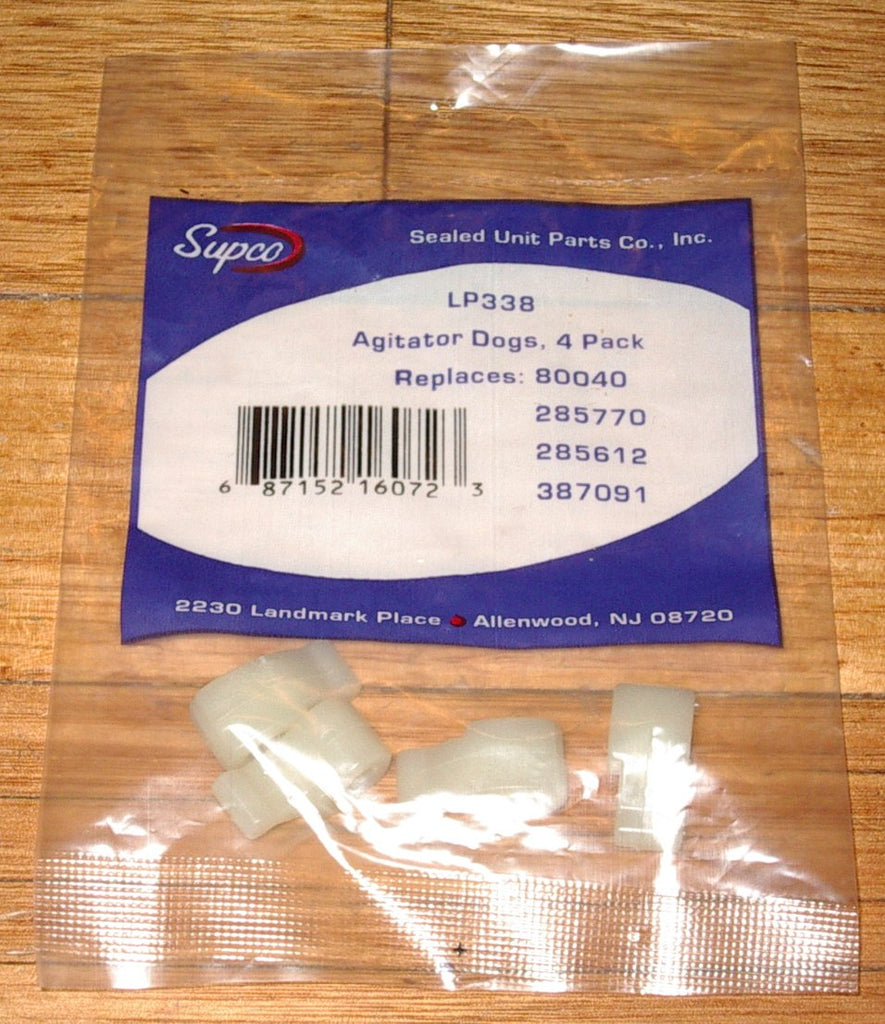 Supco
Sealed Unit Parts Co., Inc.
LP338
Agitator Dogs, 4 Pack
Replaces: 80040
285770
285612
387091
6 87152 16072 3
2230 Landmark Place Allenwood, NJ 08720